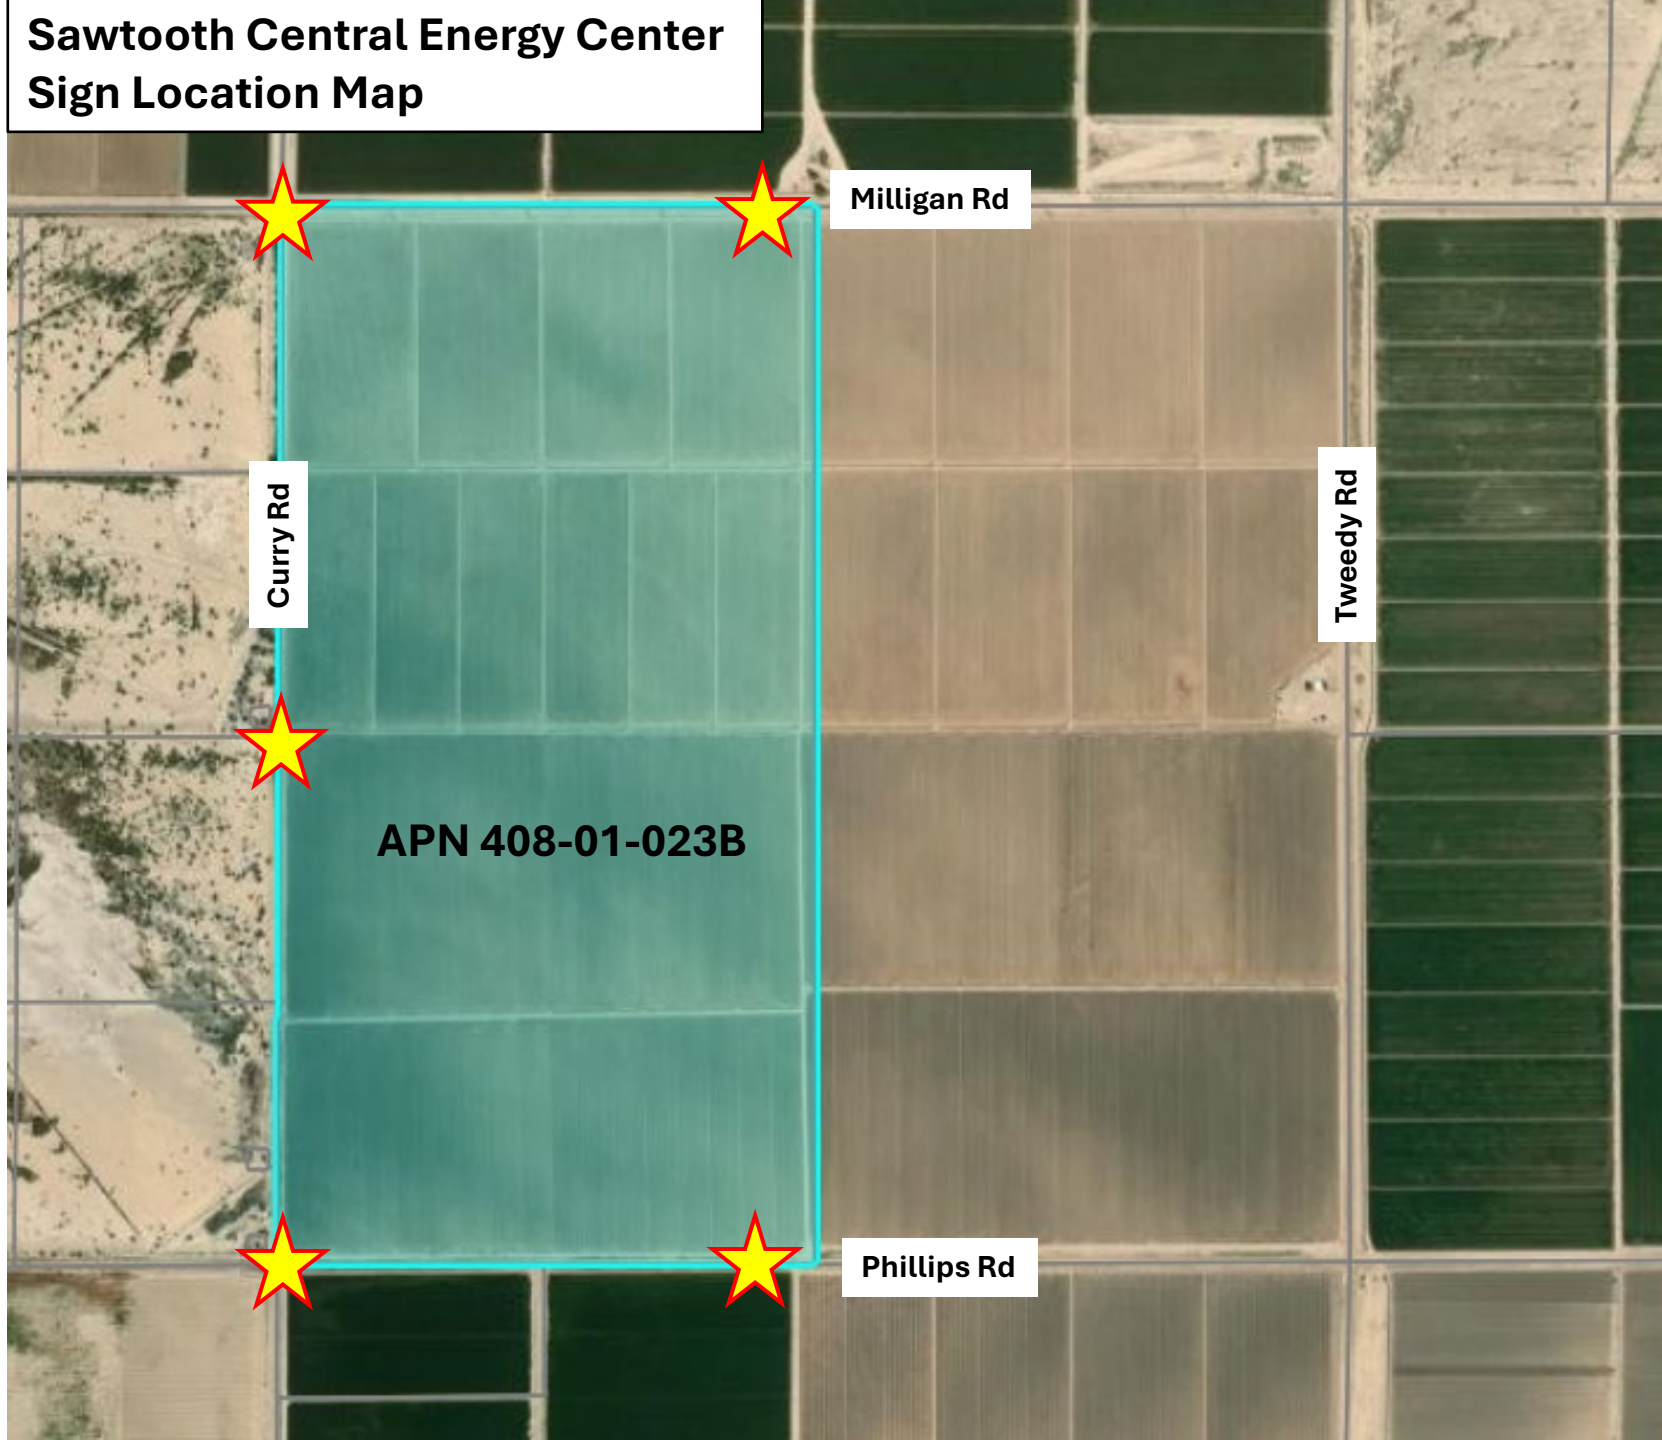 Sawtooth Central Energy Center
Sign Location Map
Milligan Rd
Curry Rd
Tweedy Rd
APN 408-01-023B
Phillips Rd